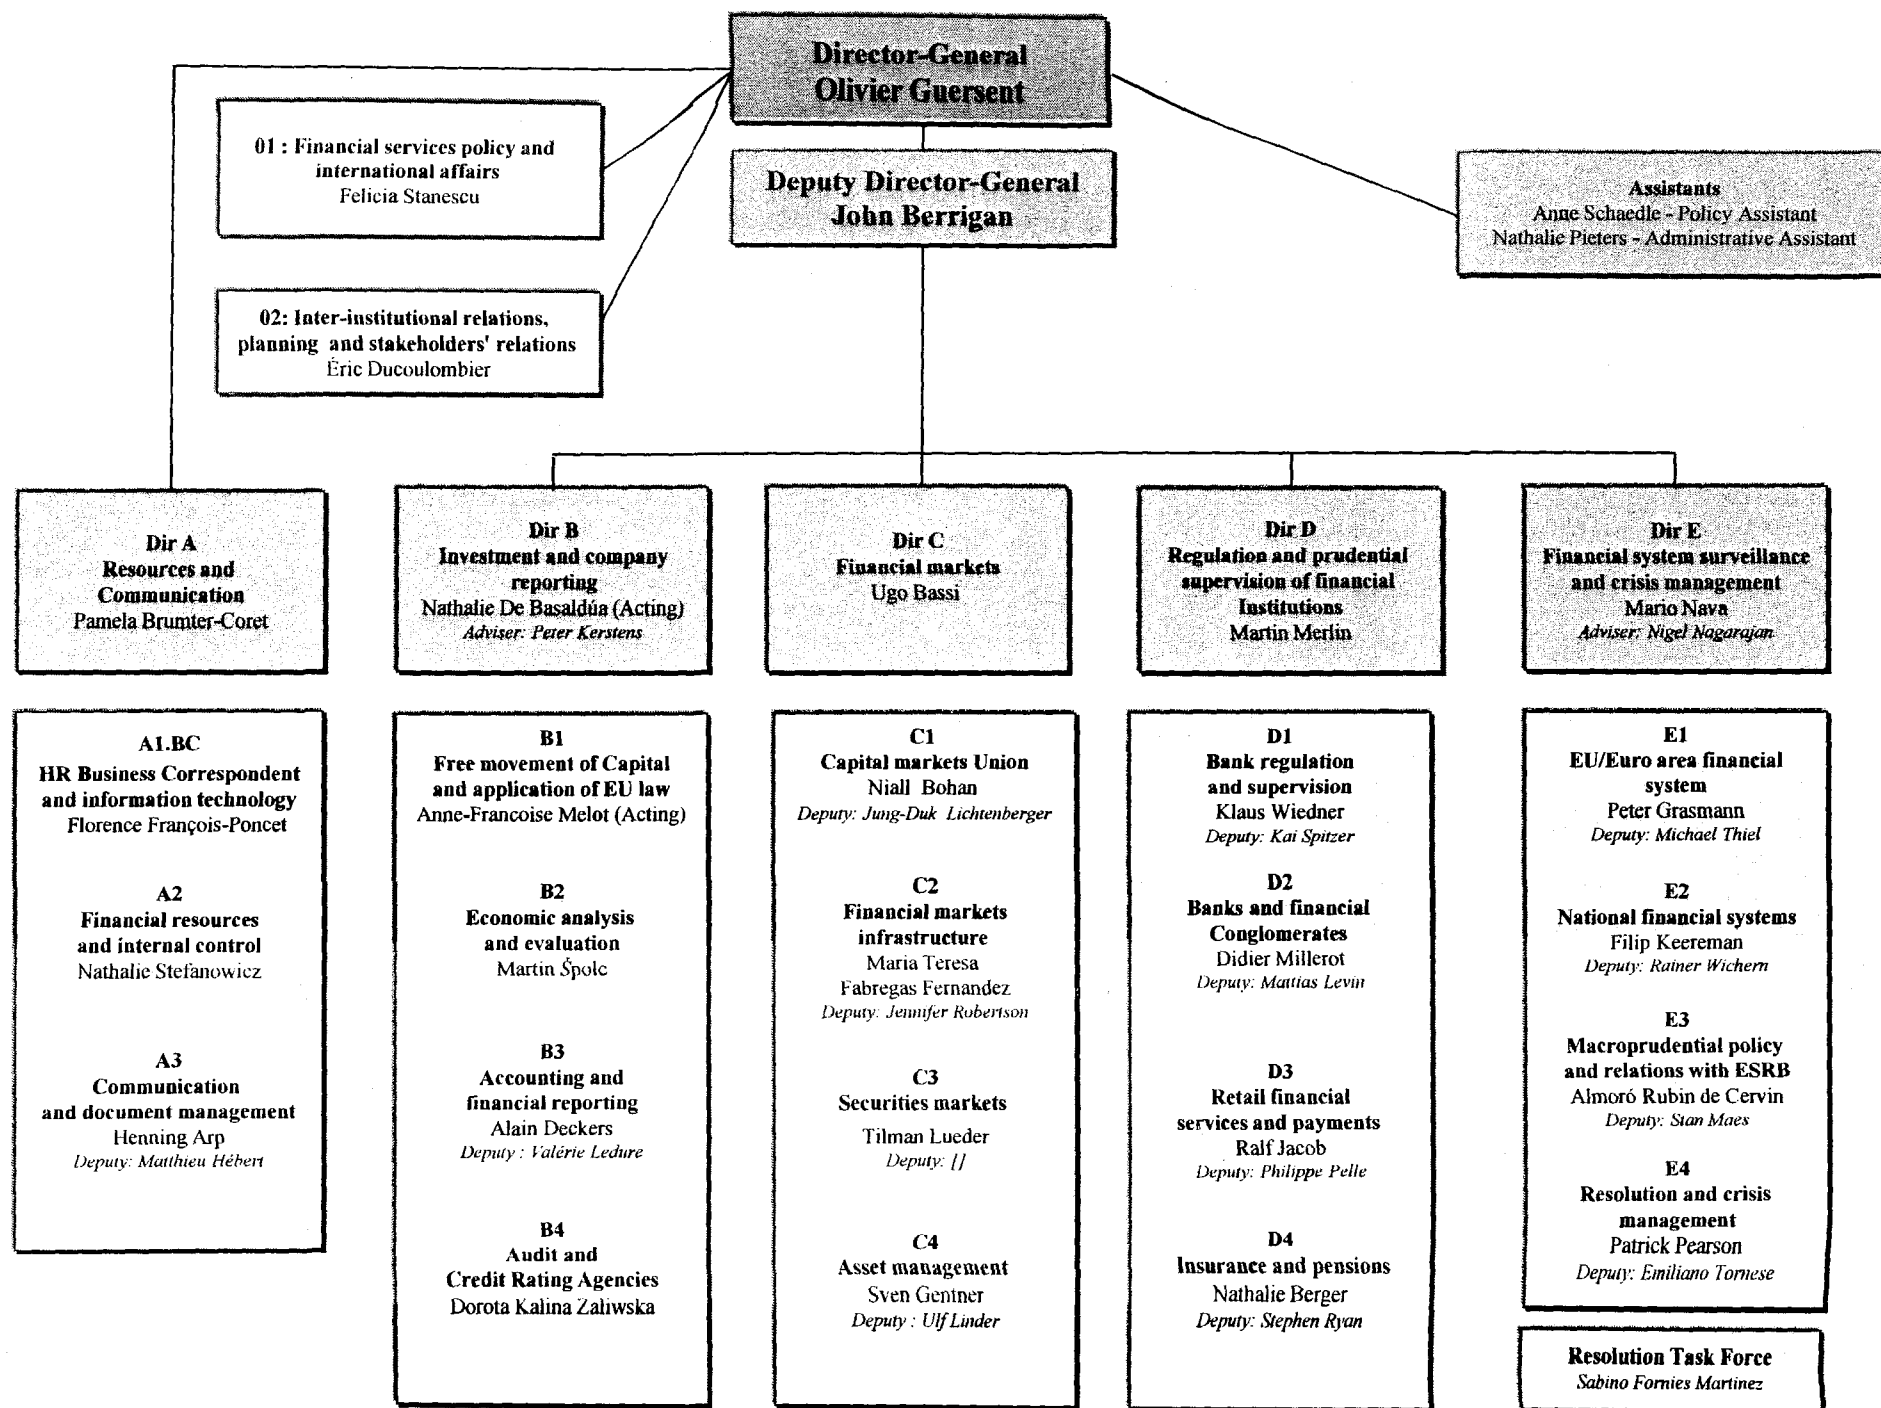 Director-General
Olivier Guersent
01 : Financial services policy and
international affairs
Felicia Stanescu
Deputy Director-General
John Berrigan
Assistants
Anne Schaedle - Policy Assistant
Nathalie Pieters - Administrative Assistant
02: Inter-institutional relations,
planning and stakeholders' relations
Éric Ducoulombier
Dir A
Resources and
Communication
Pamela Brumter-Coret
Dir B
Investment and company
reporting
Nathalie De Basaldúa (Acting)
Adviser: Peter Kerstens
Dir C
Financial markets
Ugo Bassi
Dir D
Regulation and prudential
supervision of financial
Institutions
Martin Merlin
Dir E
Financial system surveillance
and crisis management
Mario Nava
Adviser: Nigel Nagarajan
A1.BC
HR Business Correspondent
and information technology
Florence François-Poncet
A2
Financial resources
and internal control
Nathalie Stefanowicz
A3
Communication
and document management
Henning Arp
Deputy: Matthieu Hébert
B1
Free movement of Capital
and application of EU law
Anne-Francoise Melot (Acting)
B2
Economic analysis
and evaluation
Martin Špolc
B3
Accounting and
financial reporting
Alain Deckers
Deputy : Valérie Ledure
B4
Audit and
Credit Rating Agencies
Dorota Kalina Zaliwska
C1
Capital markets Union
Niall Bohan
Deputy: Jung-Duk Lichtenberger
C2
Financial markets
infrastructure
Maria Teresa
Fabregas Fernandez
Deputy: Jennifer Robertson
C3
Securities markets
Tilman Lueder
Deputy: []
C4
Asset management
Sven Gentner
Deputy : Ulf Linder
D1
Bank regulation
and supervision
Klaus Wiedner
Deputy: Kai Spitzer
D2
Banks and financial
Conglomerates
Didier Millerot
Deputy: Mattias Levin
D3
Retail financial
services and payments
Ralf Jacob
Deputy: Philippe Pelle
D4
Insurance and pensions
Nathalie Berger
Deputy: Stephen Ryan
E1
EU/Euro area financial
system
Peter Grasmann
Deputy: Michael Thiel
E2
National financial systems
Filip Keereman
Deputy: Rainer Wichern
E3
Macroprudential policy
and relations with ESRB
Almoró Rubin de Cervin
Deputy: Stan Maes
E4
Resolution and crisis
management
Patrick Pearson
Deputy: Emiliano Tornese
Resolution Task Force
Sabino Fornies Martinez